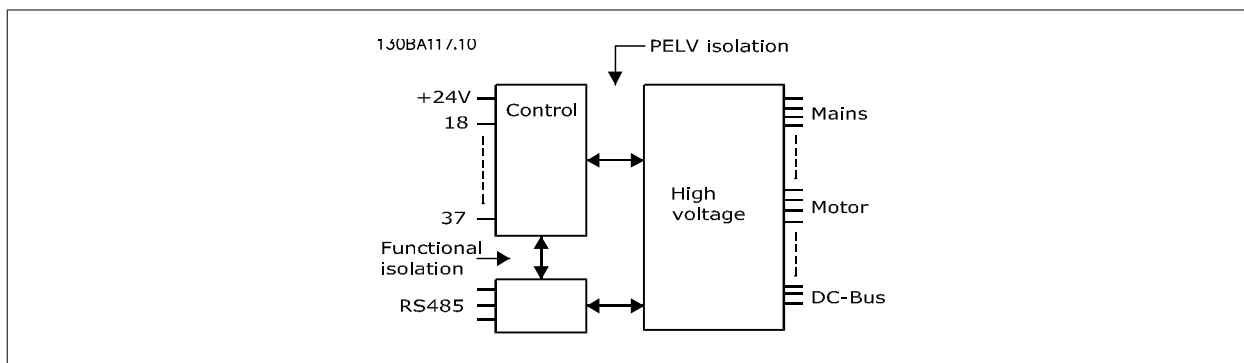 130BA117.10
PELV isolation
+24V
Control
18
Mains
High
voltage
37
Motor
Functional
isolation
RS485
DC-Bus